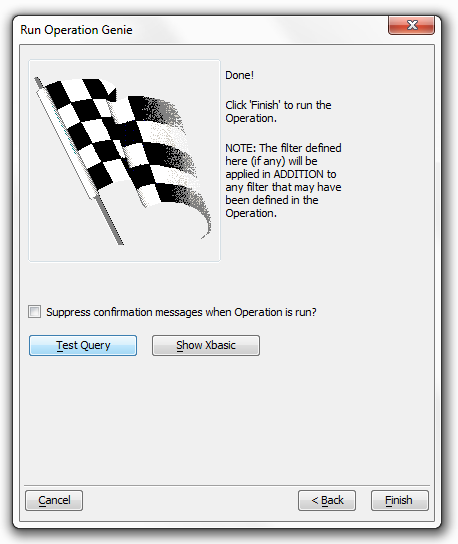 Run Operation Genie
Done!
Click 'Finish' to run the
Operation.
NOTE: The filter defined
here (if any) will be
applied in ADDITION to
any filter that may have
been defined in the
Operation.
Suppress confirmation messages when Operation is run?
Test Query
Show Xbasic
Cancel
< Back
Finish